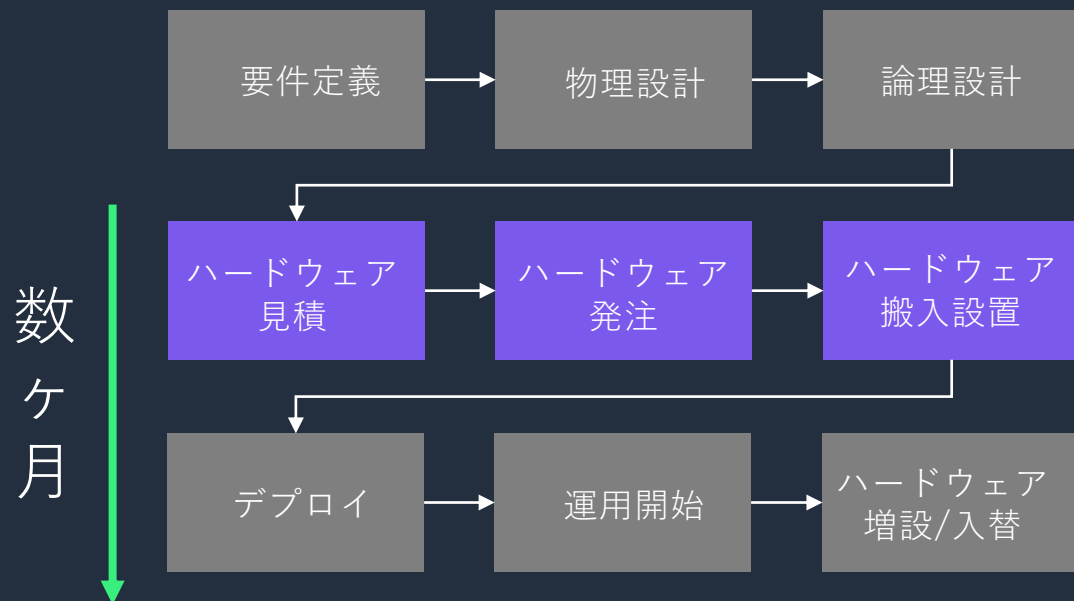 要件定義
物理設計
論理設計
数ヶ月
ハードウェア
見積
ハードウェア
発注
ハードウェア
搬入設置
デプロイ
運用開始
ハードウェア
増設/入替